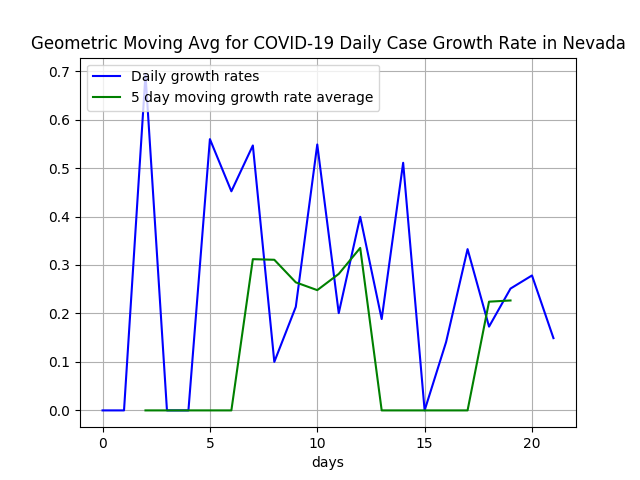 Geometric Moving Avg for COVID-19 Daily Case Growth Rate in Nevada
Daily growth rates
5 day moving growth rate average
0.7
0.6
0.5
0.4
0.3
0.2
0.1
0.0
0 5 10 15 20
days